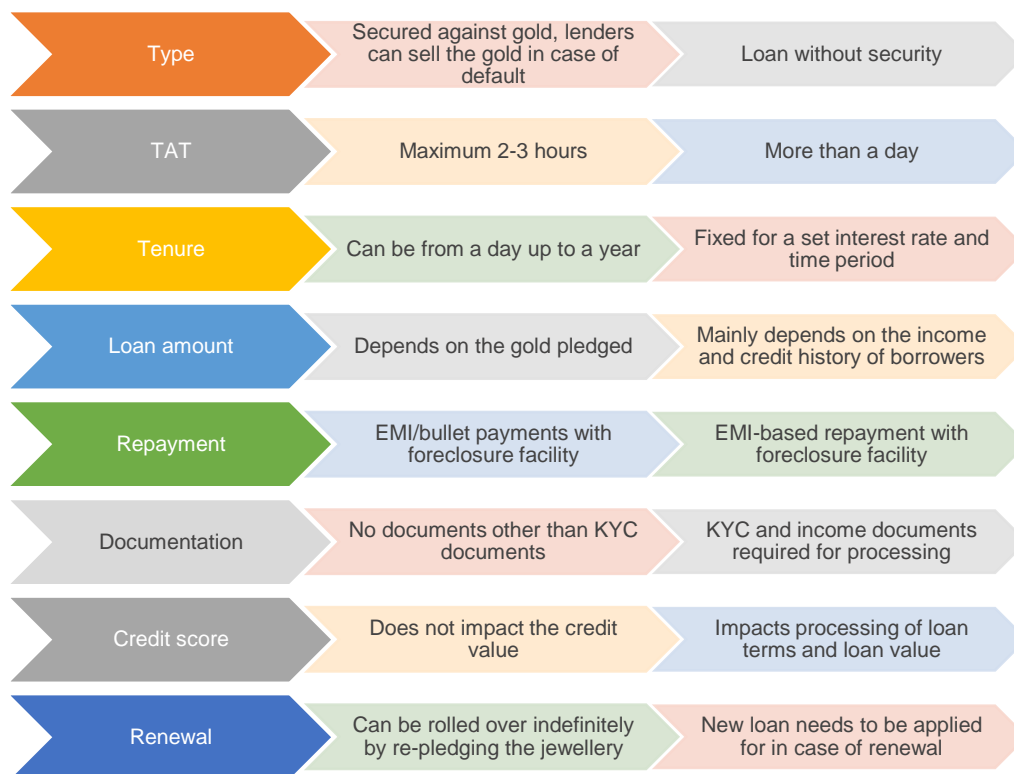 Type
Secured against gold, lenders
can sell the gold in case of
default
Loan without security
TAT
Maximum 2-3 hours
More than a day
Tenure
Can be from a day up to a year
Fixed for a set interest rate and
time period
Loan amount
Depends on the gold pledged
Mainly depends on the income
and credit history of borrowers
Repayment
EMI/bullet payments with
foreclosure facility
EMI-based repayment with
foreclosure facility
Documentation
No documents other than KYC
documents
KYC and income documents
required for processing
Credit score
Does not impact the credit
value
Impacts processing of loan
terms and loan value
Renewal
Can be rolled over indefinitely
by re-pledging the jewellery
New loan needs to be applied
for in case of renewal